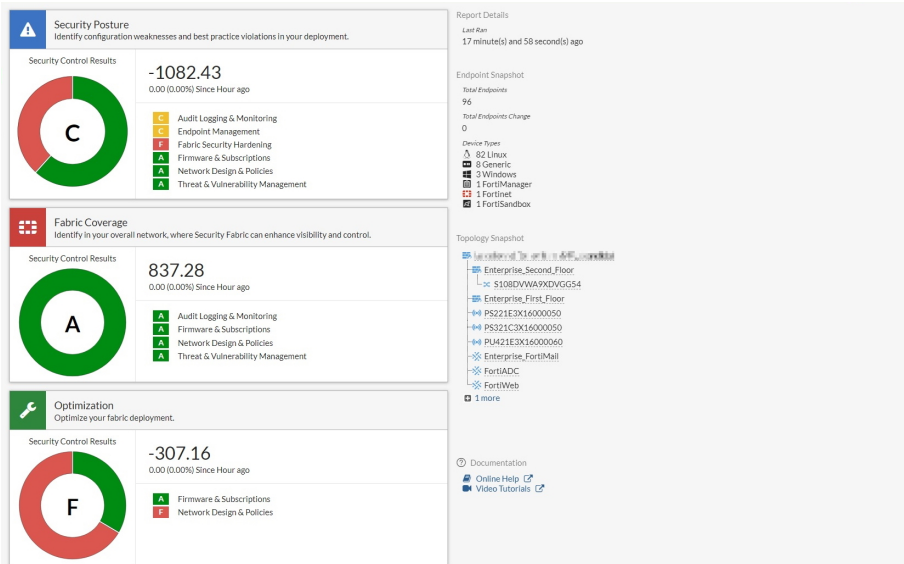 Security Posture
Identify configuration weaknesses and best practice violations in your deployment.
Security Control Results
C
-1082.43
0.00 (0.00%) Since Hour ago
C Audit Logging & Monitoring
C Endpoint Management
F Fabric Security Hardening
A Firmware & Subscriptions
A Network Design & Policies
A Threat & Vulnerability Management
Fabric Coverage
Identify in your overall network, where Security Fabric can enhance visibility and control.
Security Control Results
A
837.28
0.00 (0.00%) Since Hour ago
A Audit Logging & Monitoring
A Firmware & Subscriptions
A Network Design & Policies
A Threat & Vulnerability Management
Optimization
Optimize your fabric deployment.
Security Control Results
F
-307.16
0.00 (0.00%) Since Hour ago
A Firmware & Subscriptions
F Network Design & Policies
Report Details
Last Ran
17 minute(s) and 58 second(s) ago
Endpoint Snapshot
Total Endpoints
96
Total Endpoints Change
0
Device Types
82 Linux
8 Generic
3 Windows
1 FortiManager
1 Fortinet
1 FortiSandbox
Topology Snapshot
Enterprise_Second_Floor
S108DVWA9XDVGG54
Enterprise_First_Floor
PS221E3X16000050
PS321C3X16000050
PU421E3X16000060
Enterprise_FortiMail
FortiADC
FortiWeb
1 more
Documentation
Online Help
Video Tutorials